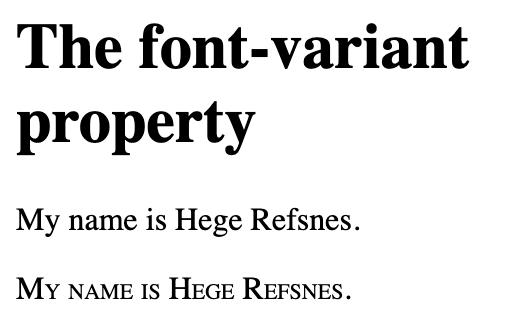 The font-variant
property
My name is Hege Refsnes.
My name is Hege Refsnes.